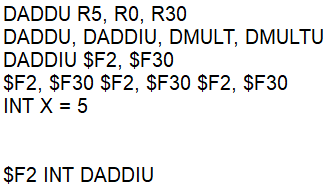 DADDU R5, R0, R30
DADDU, DADDIU, DMULT, DMULTU
DADDIU $F2, $F30
$F2, $F30 $F2, $F30 $F2, $F30
INT X = 5
$F2 INT DADDIU